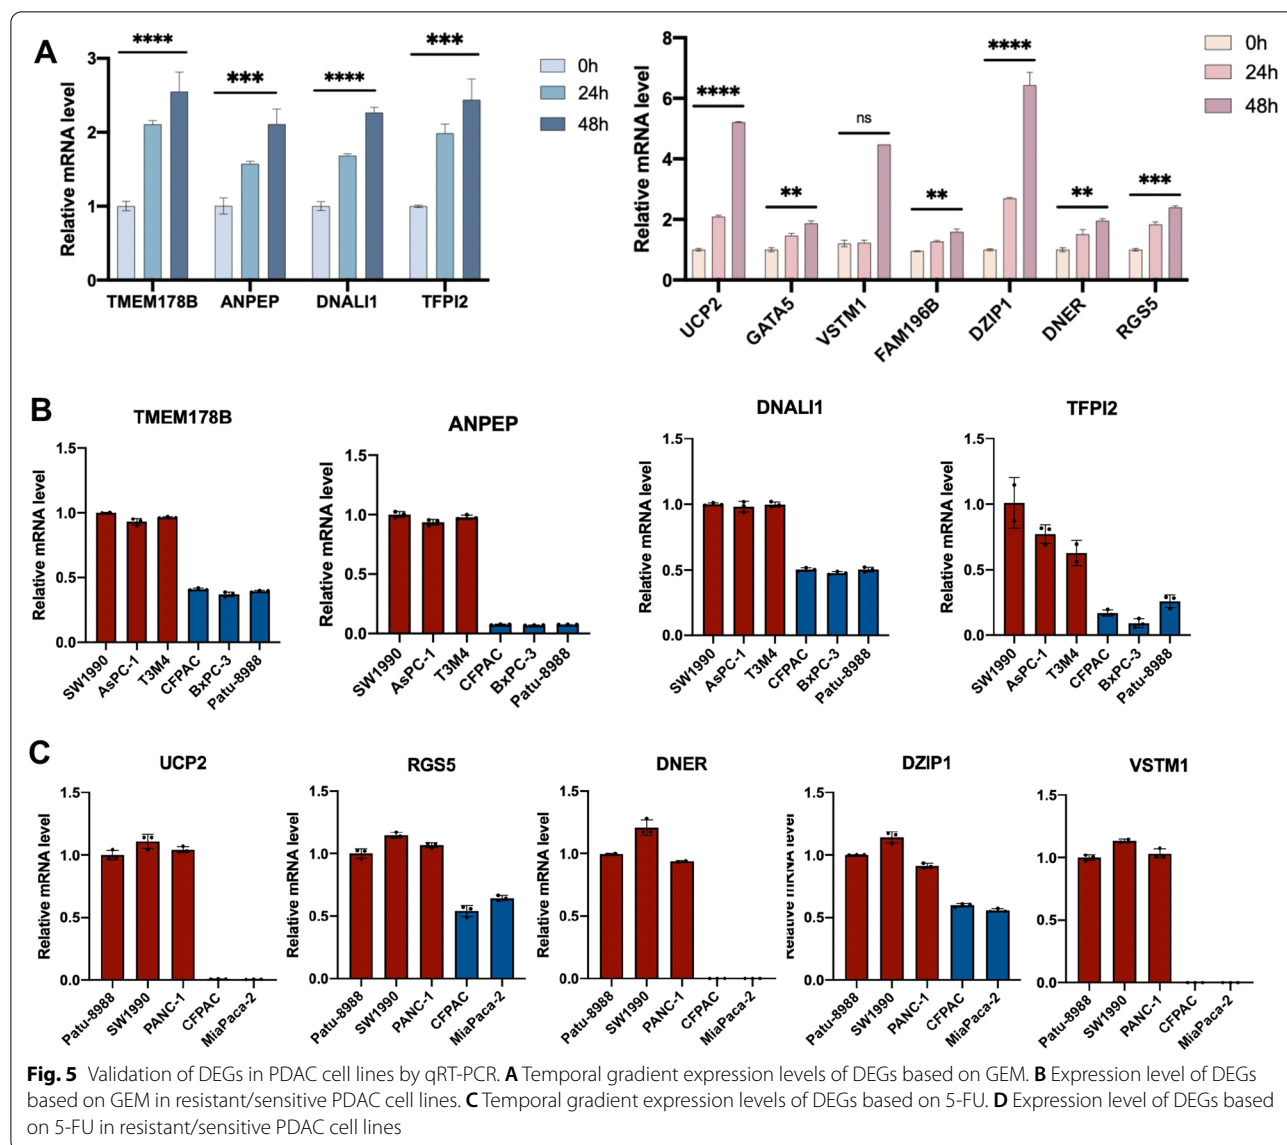 A
Relative mRNA level
3
2
1
0
**** *** **** ***
0h
24h
48h
TMEM178B ANPEP DNALI1 TFPI2
Relative mRNA level
8
6
4
2
0
**** ** ns ** **** ** ***
0h
24h
48h
UCP2 GATA5 VSTM1 FAM196B DZIP1 DNER RGS5
B
TMEM178B
Relative mRNA level
1.5
1.0
0.5
0.0
SW1990 AsPC-1 T3M4 CFPAC BxPC-3 Patu-8988
ANPEP
Relative mRNA level
1.5
1.0
0.5
0.0
SW1990 AsPC-1 T3M4 CFPAC BxPC-3 Patu-8988
DNALI1
Relative mRNA level
1.5
1.0
0.5
0.0
SW1990 AsPC-1 T3M4 CFPAC BxPC-3 Patu-8988
TFPI2
Relative mRNA level
1.5
1.0
0.5
0.0
SW1990 AsPC-1 T3M4 CFPAC BxPC-3 Patu-8988
C
UCP2
Relative mRNA level
1.5
1.0
0.5
0.0
Patu-8988 SW1990 PANC-1 CFPAC MiaPaca-2
RGS5
Relative mRNA level
1.5
1.0
0.5
0.0
Patu-8988 SW1990 PANC-1 CFPAC MiaPaca-2
DNER
Relative mRNA level
1.5
1.0
0.5
0.0
Patu-8988 SW1990 PANC-1 CFPAC MiaPaca-2
DZIP1
Relative mRNA level
1.5
1.0
0.5
0.0
Patu-8988 SW1990 PANC-1 CFPAC MiaPaca-2
VSTM1
Relative mRNA level
1.5
1.0
0.5
0.0
Patu-8988 SW1990 PANC-1 CFPAC MiaPaca-2
Fig. 5 Validation of DEGs in PDAC cell lines by qRT-PCR. A Temporal gradient expression levels of DEGs based on GEM. B Expression level of DEGs
based on GEM in resistant/sensitive PDAC cell lines. C Temporal gradient expression levels of DEGs based on 5-FU. D Expression level of DEGs based
on 5-FU in resistant/sensitive PDAC cell lines